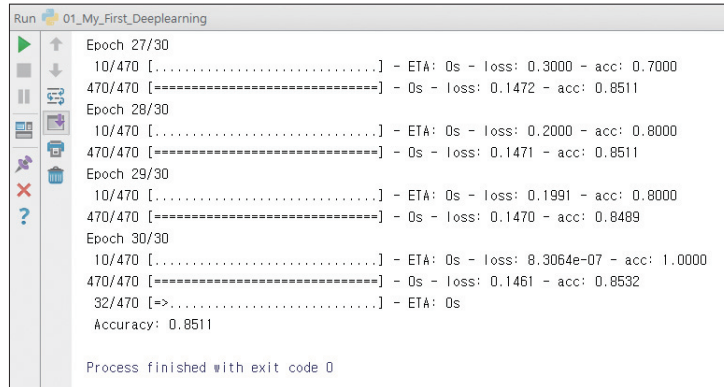 Run 01_My_First_Deeplearning
Epoch 27/30
10/470 [..............................] - ETA: 0s - loss: 0.3000 - acc: 0.7000
470/470 [==============================] - 0s - loss: 0.1472 - acc: 0.8511
Epoch 28/30
10/470 [..............................] - ETA: 0s - loss: 0.2000 - acc: 0.8000
470/470 [==============================] - 0s - loss: 0.1471 - acc: 0.8511
Epoch 29/30
10/470 [..............................] - ETA: 0s - loss: 0.1991 - acc: 0.8000
470/470 [==============================] - 0s - loss: 0.1470 - acc: 0.8489
Epoch 30/30
10/470 [..............................] - ETA: 0s - loss: 8.3064e-07 - acc: 1.0000
470/470 [==============================] - 0s - loss: 0.1461 - acc: 0.8532
32/470 [=>............................] - ETA: 0s
Accuracy: 0.8511
Process finished with exit code 0